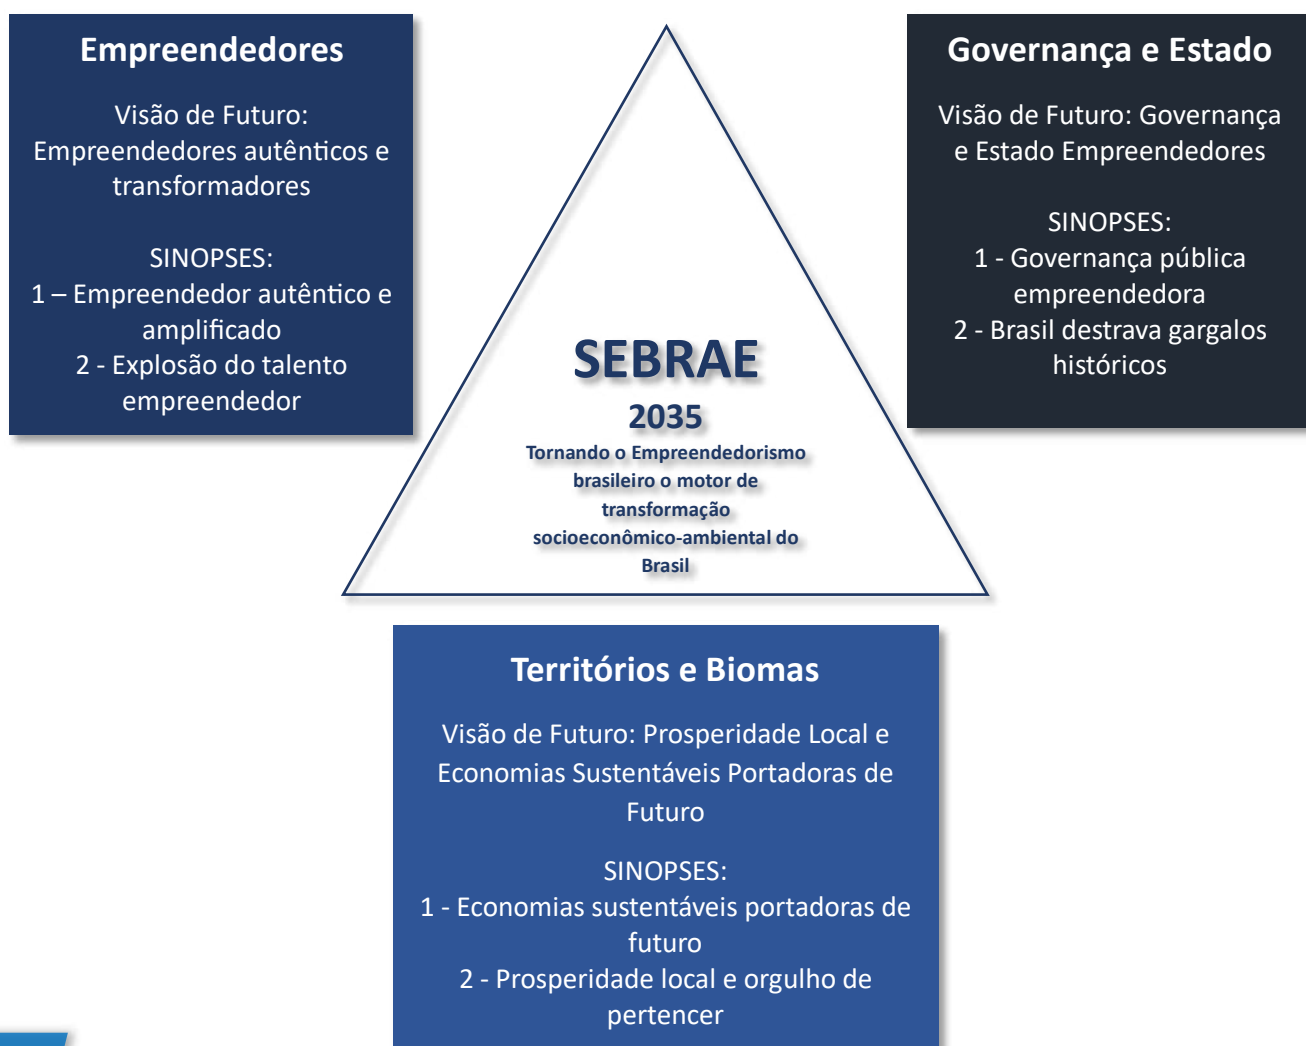 Empreendedores
Visão de Futuro:
Empreendedores autênticos e
transformadores
SINOPSES:
1 – Empreendedor autêntico e
amplificado
2 - Explosão do talento
empreendedor
Governança e Estado
Visão de Futuro: Governança
e Estado Empreendedores
SINOPSES:
1 - Governança pública
empreendedora
2 - Brasil destrava gargalos
históricos
SEBRAE
2035
Tornando o Empreendedorismo
brasileiro o motor de
transformação
socioeconômico-ambiental do
Brasil
Territórios e Biomas
Visão de Futuro: Prosperidade Local e
Economias Sustentáveis Portadoras de
Futuro
SINOPSES:
1 - Economias sustentáveis portadoras de
futuro
2 - Prosperidade local e orgulho de
pertencer